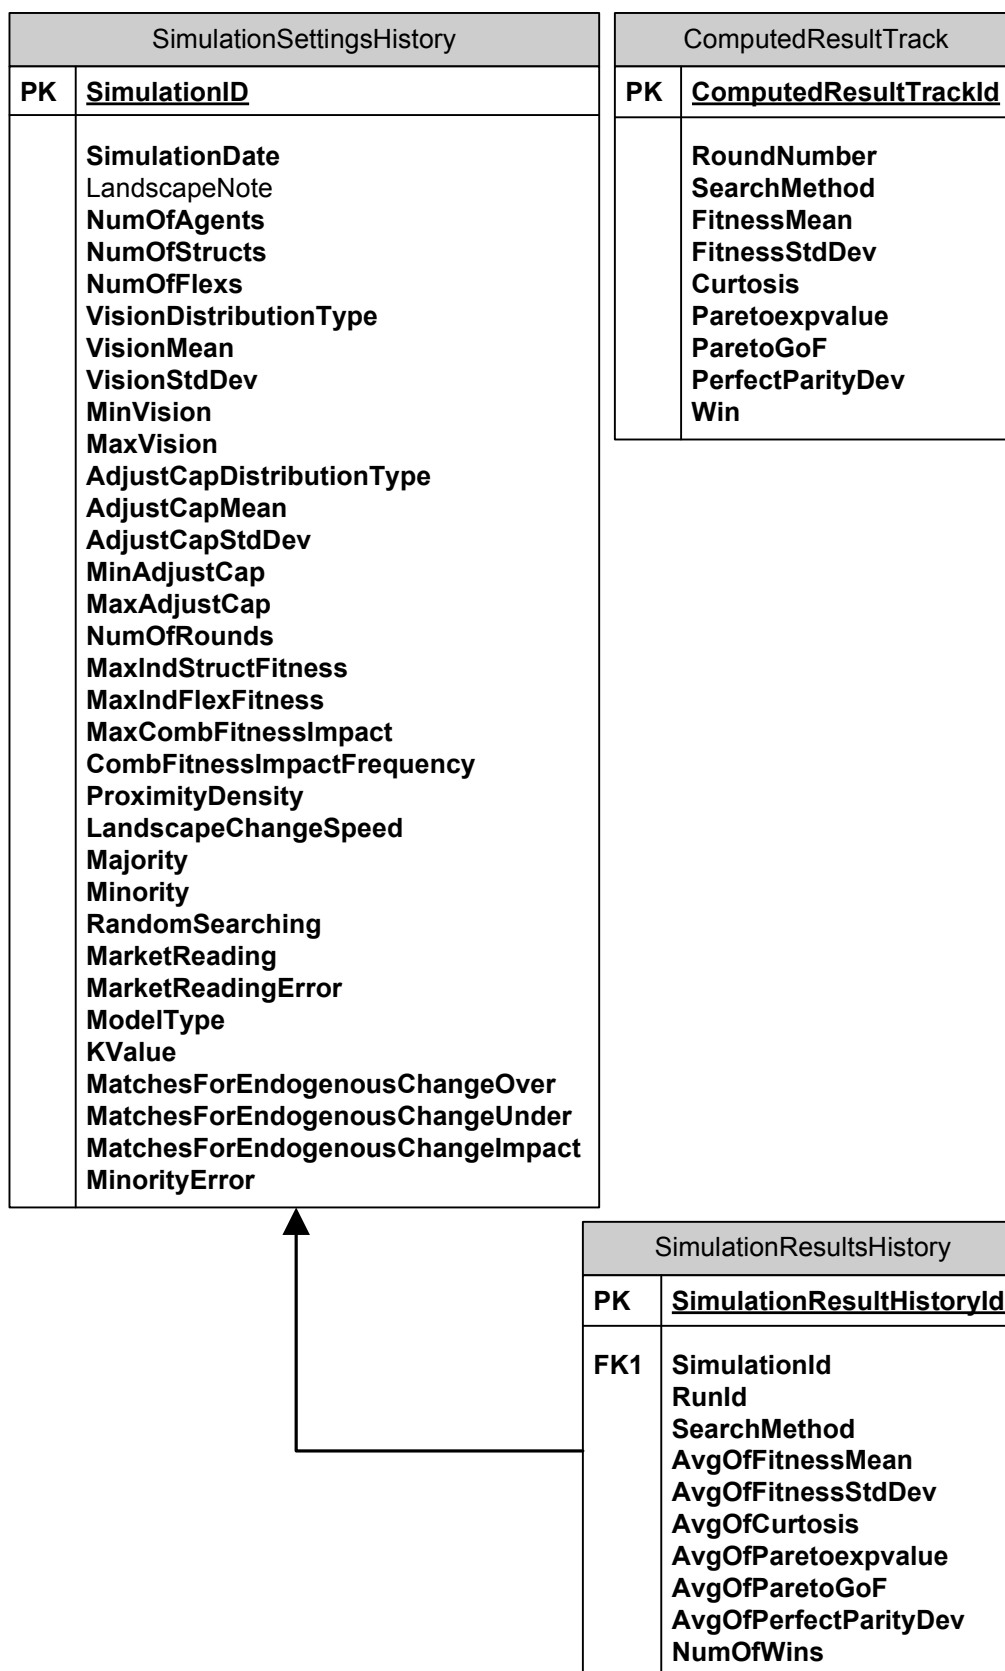 SimulationSettingsHistory
PK SimulationID
SimulationDate
LandscapeNote
NumOfAgents
NumOfStructs
NumOfFlexs
VisionDistributionType
VisionMean
VisionStdDev
MinVision
MaxVision
AdjustCapDistributionType
AdjustCapMean
AdjustCapStdDev
MinAdjustCap
MaxAdjustCap
NumOfRounds
MaxIndStructFitness
MaxIndFlexFitness
MaxCombFitnessImpact
CombFitnessImpactFrequency
ProximityDensity
LandscapeChangeSpeed
Majority
Minority
RandomSearching
MarketReading
MarketReadingError
ModelType
KValue
MatchesForEndogenousChangeOver
MatchesForEndogenousChangeUnder
MatchesForEndogenousChangeImpact
MinorityError
ComputedResultTrack
PK ComputedResultTrackId
RoundNumber
SearchMethod
FitnessMean
FitnessStdDev
Curtosis
Paretoexpvalue
ParetoGoF
PerfectParityDev
Win
SimulationResultsHistory
PK SimulationResultHistoryId
FK1 SimulationId
RunId
SearchMethod
AvgOfFitnessMean
AvgOfFitnessStdDev
AvgOfCurtosis
AvgOfParetoexpvalue
AvgOfParetoGoF
AvgOfPerfectParityDev
NumOfWins